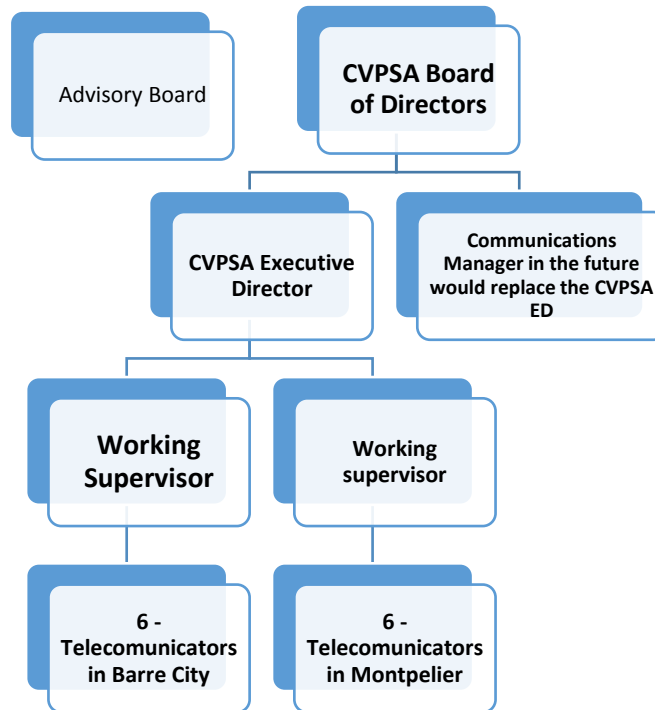 Advisory Board
CVPSA Board
of Directors
CVPSA Executive
Director
Communications
Manager in the future
would replace the CVPSA
ED
Working
Supervisor
Working
supervisor
6 -
Telecomunicators
in Barre City
6 -
Telecomunicators
in Montpelier